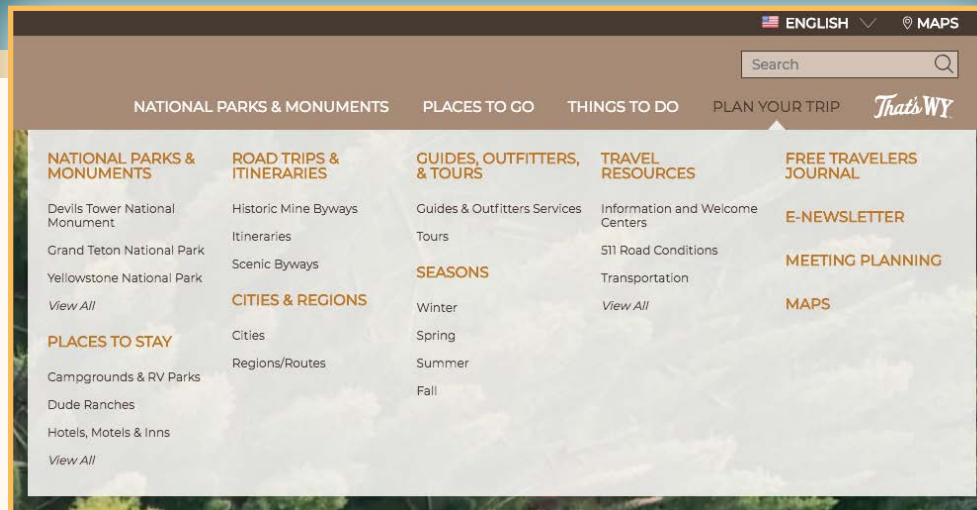 ENGLISH
MAPS
Search
NATIONAL PARKS & MONUMENTS
PLACES TO GO
THINGS TO DO
PLAN YOUR TRIP
That's WY
NATIONAL PARKS &
MONUMENTS
Devils Tower National
Monument
Grand Teton National Park
Yellowstone National Park
View All
PLACES TO STAY
Campgrounds & RV Parks
Dude Ranches
Hotels, Motels & Inns
View All
ROAD TRIPS &
ITINERARIES
Historic Mine Byways
Itineraries
Scenic Byways
CITIES & REGIONS
Cities
Regions/Routes
GUIDES, OUTFITTERS,
& TOURS
Guides & Outfitters Services
Tours
SEASONS
Winter
Spring
Summer
Fall
TRAVEL
RESOURCES
Information and Welcome
Centers
511 Road Conditions
Transportation
View All
FREE TRAVELERS
JOURNAL
E-NEWSLETTER
MEETING PLANNING
MAPS